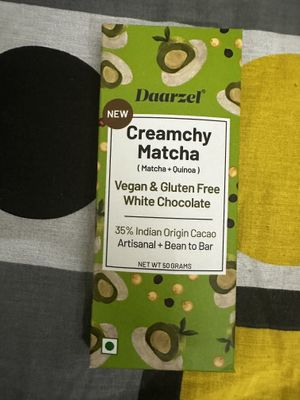 Daarzel®
NEW
Creamchy
Matcha
( Matcha + Quinoa )
Vegan & Gluten Free
White Chocolate
35% Indian Origin Cacao
Artisanal + Bean to Bar
NET WT 50 GRAMS